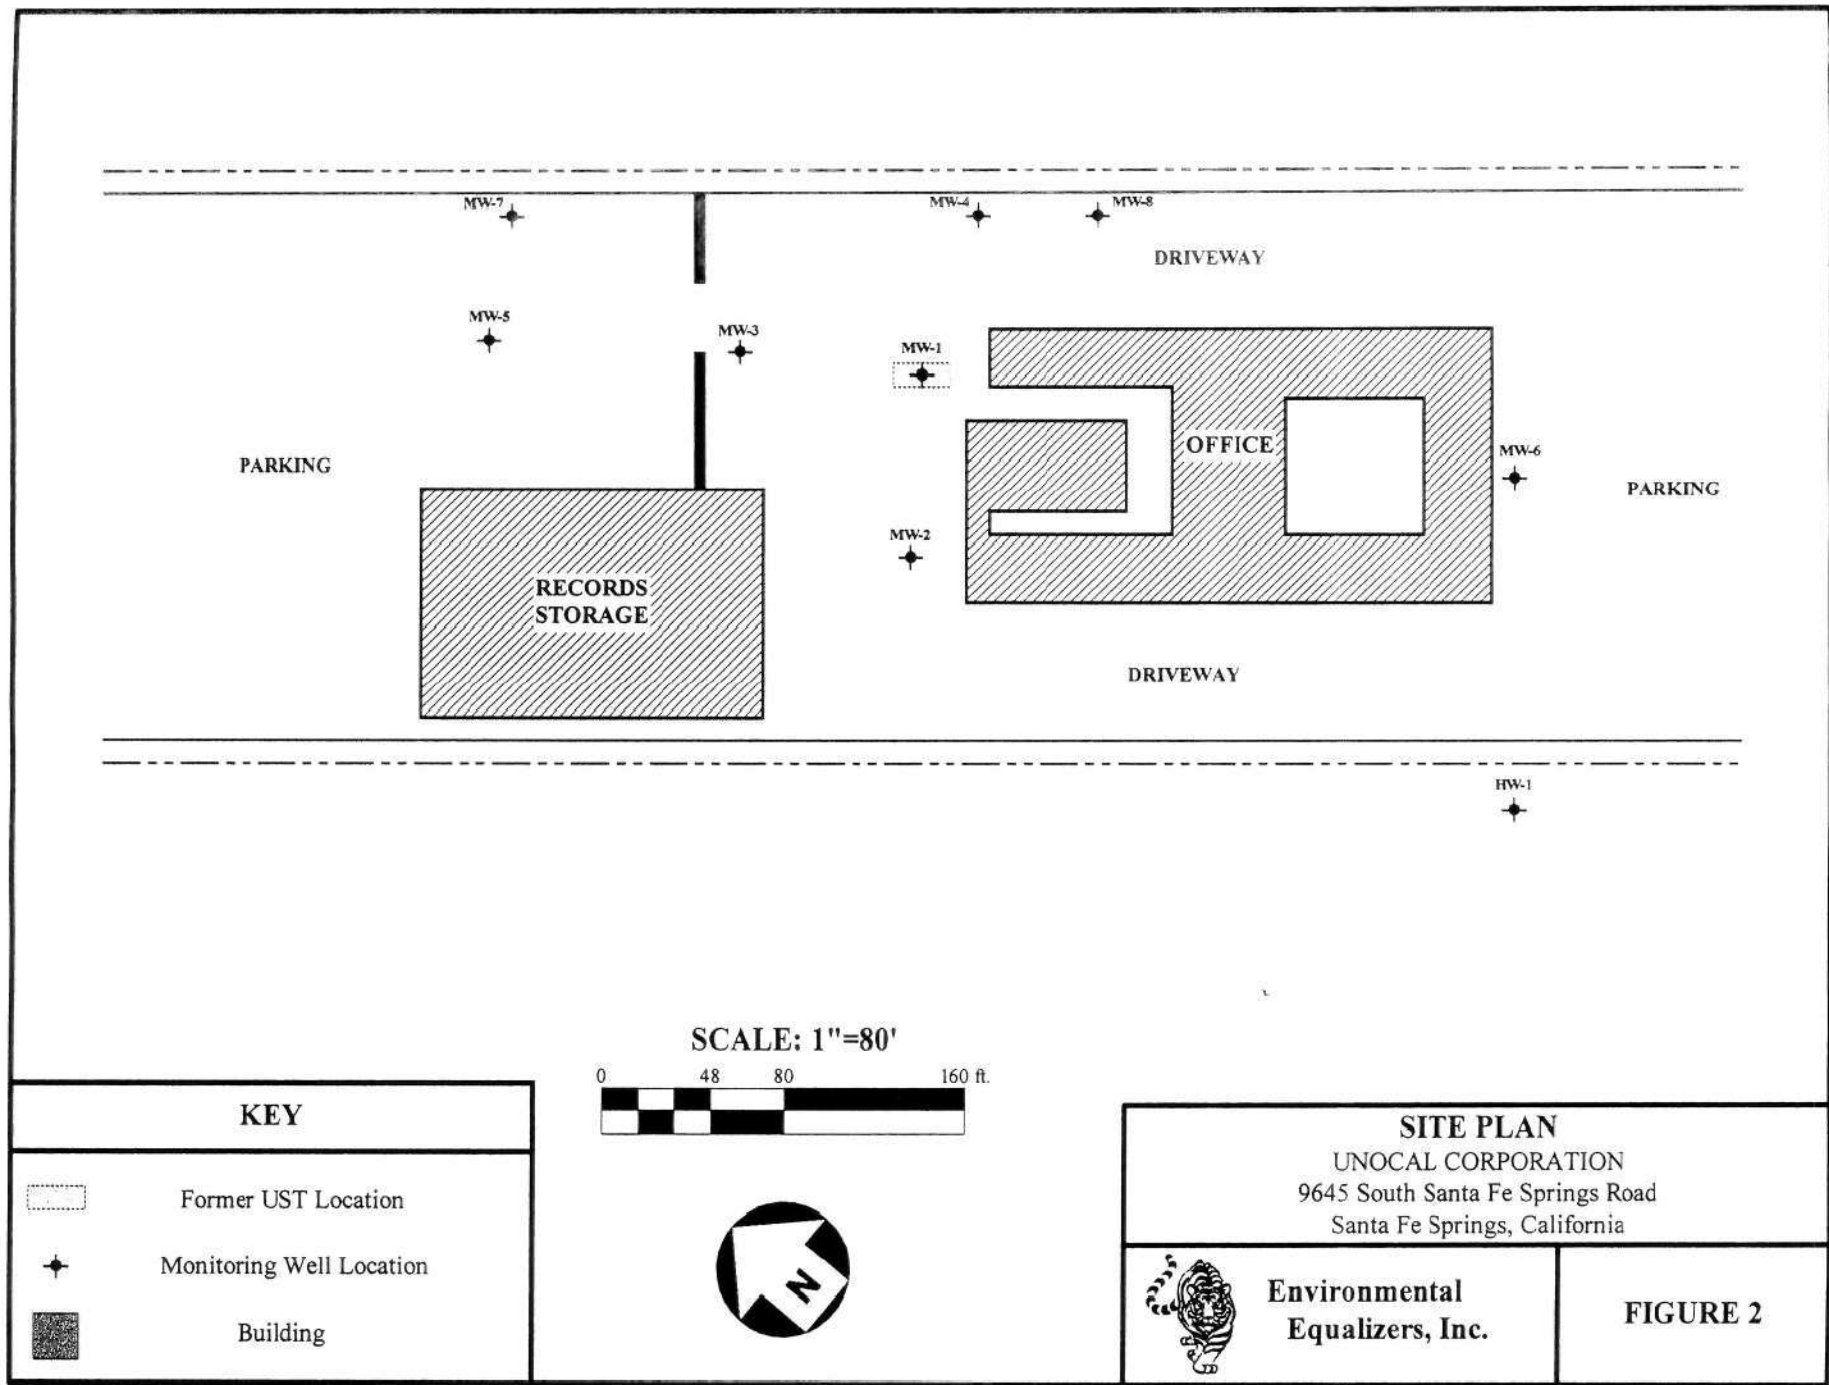 MW-7
MW-4
MW-8
DRIVEWAY
MW-5
MW-3
MW-1
OFFICE
MW-6
PARKING
PARKING
MW-2
RECORDS
STORAGE
DRIVEWAY
HW-1
SCALE: 1"=80'
0 48 80 160 ft.
KEY
Former UST Location
Monitoring Well Location
Building
N
SITE PLAN
UNOCAL CORPORATION
9645 South Santa Fe Springs Road
Santa Fe Springs, California
Environmental
Equalizers, Inc.
FIGURE 2